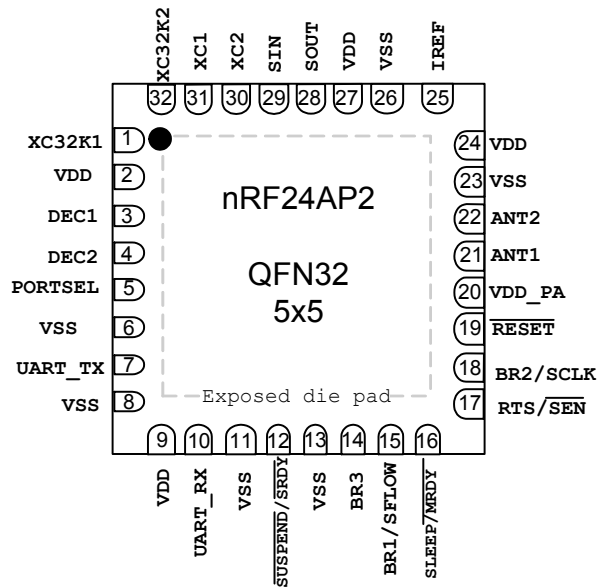 XC32K2
XC1
XC2
SIN
SOUT
VDD
VSS
IREF
32
31
30
29
28
27
26
25
XC32K1 1
VDD 2
DEC1 3
DEC2 4
PORTSEL 5
VSS 6
UART_TX 7
VSS 8
nRF24AP2
QFN32
5x5
Exposed die pad
24 VDD
23 VSS
22 ANT2
21 ANT1
20 VDD_PA
19 RESET
18 BR2/SCLK
17 RTS/SEN
9
10
11
12
13
14
15
16
VDD
UART_RX
VSS
SUSPEND/SRDY
VSS
BR3
BR1/SFLOW
SLEEP/MRDY